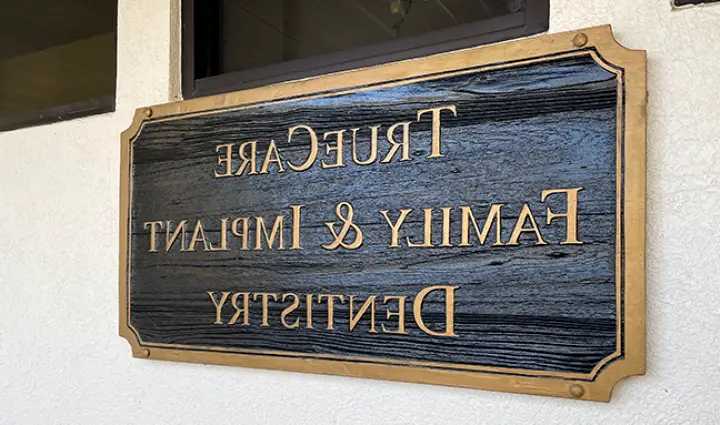 TrueCare
Family & Implant
Dentistry